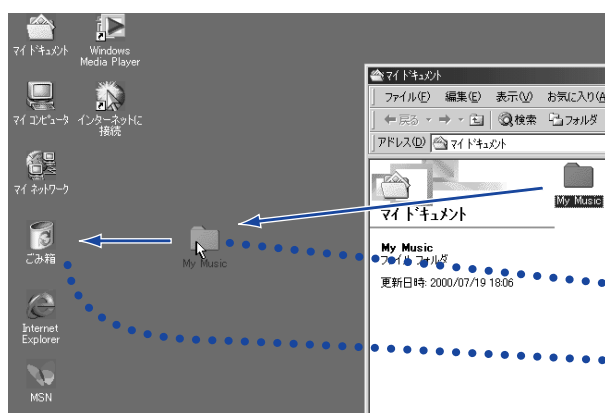 マイ ドキュメント
Windows
Media Player
マイ コンピュータ
インターネットに
接続
マイ ネットワーク
ごみ箱
Internet
Explorer
MSN
My Music
マイ ドキュメント
ファイル(F) 編集(E) 表示(V) お気に入り(A
戻る 検索 フォルダ
アドレス(D) マイ ドキュメント
マイ ドキュメント
My Music
My Music
ファイル フォルダ
更新日時: 2000/07/19 18:06